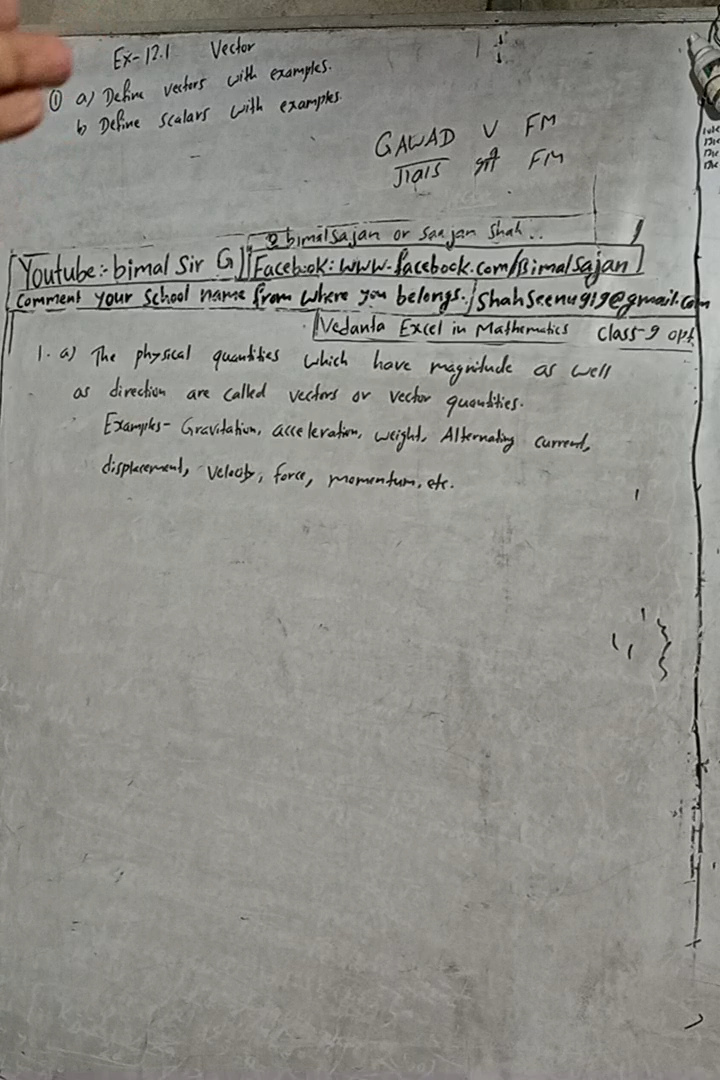 Ex-12.1 Vector
① a) Define vectors with examples.
b Define scalars with examples.
GAWAD V FM
गावाड भी FM
bimalsajan or Saajan Shah..
Youtube:- bimal Sir G
Facebook: www.facebook.com/Bimalsajan
Comment your School name from where you belongs.
Shahseenu919@gmail.com
Vedanta Excel in Mathematics Class-9 opt
1. a) The physical quantities which have magnitude as well
as direction are called vectors or vector quantities.
Examples- Gravitation, acceleration, weight, Alternating current,
displacement, velocity, force, momentum, etc.